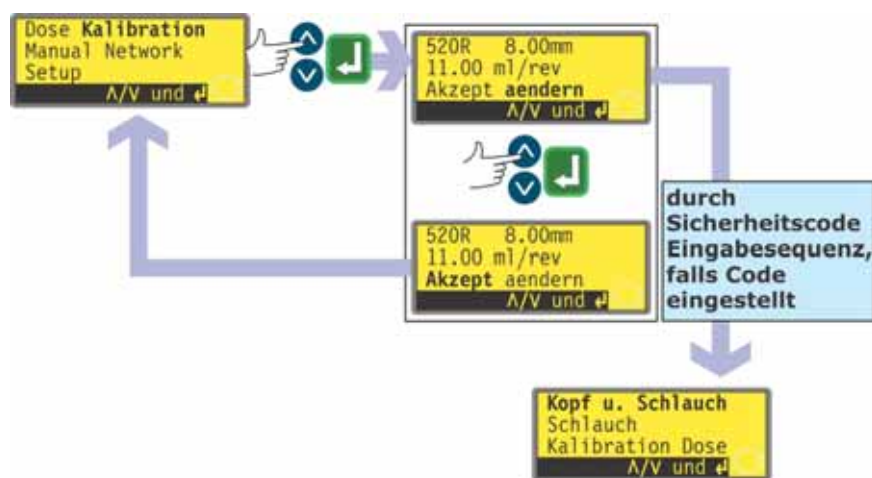 Dose Kalibration
Manual Network
Setup
Λ/V und ↲
520R 8.00mm
11.00 ml/rev
Akzept aendern
Λ/V und ↲
520R 8.00mm
11.00 ml/rev
Akzept aendern
Λ/V und ↲
durch
Sicherheitscode
Eingabesequenz,
falls Code
eingestellt
Kopf u. Schlauch
Schlauch
Kalibration Dose
Λ/V und ↲